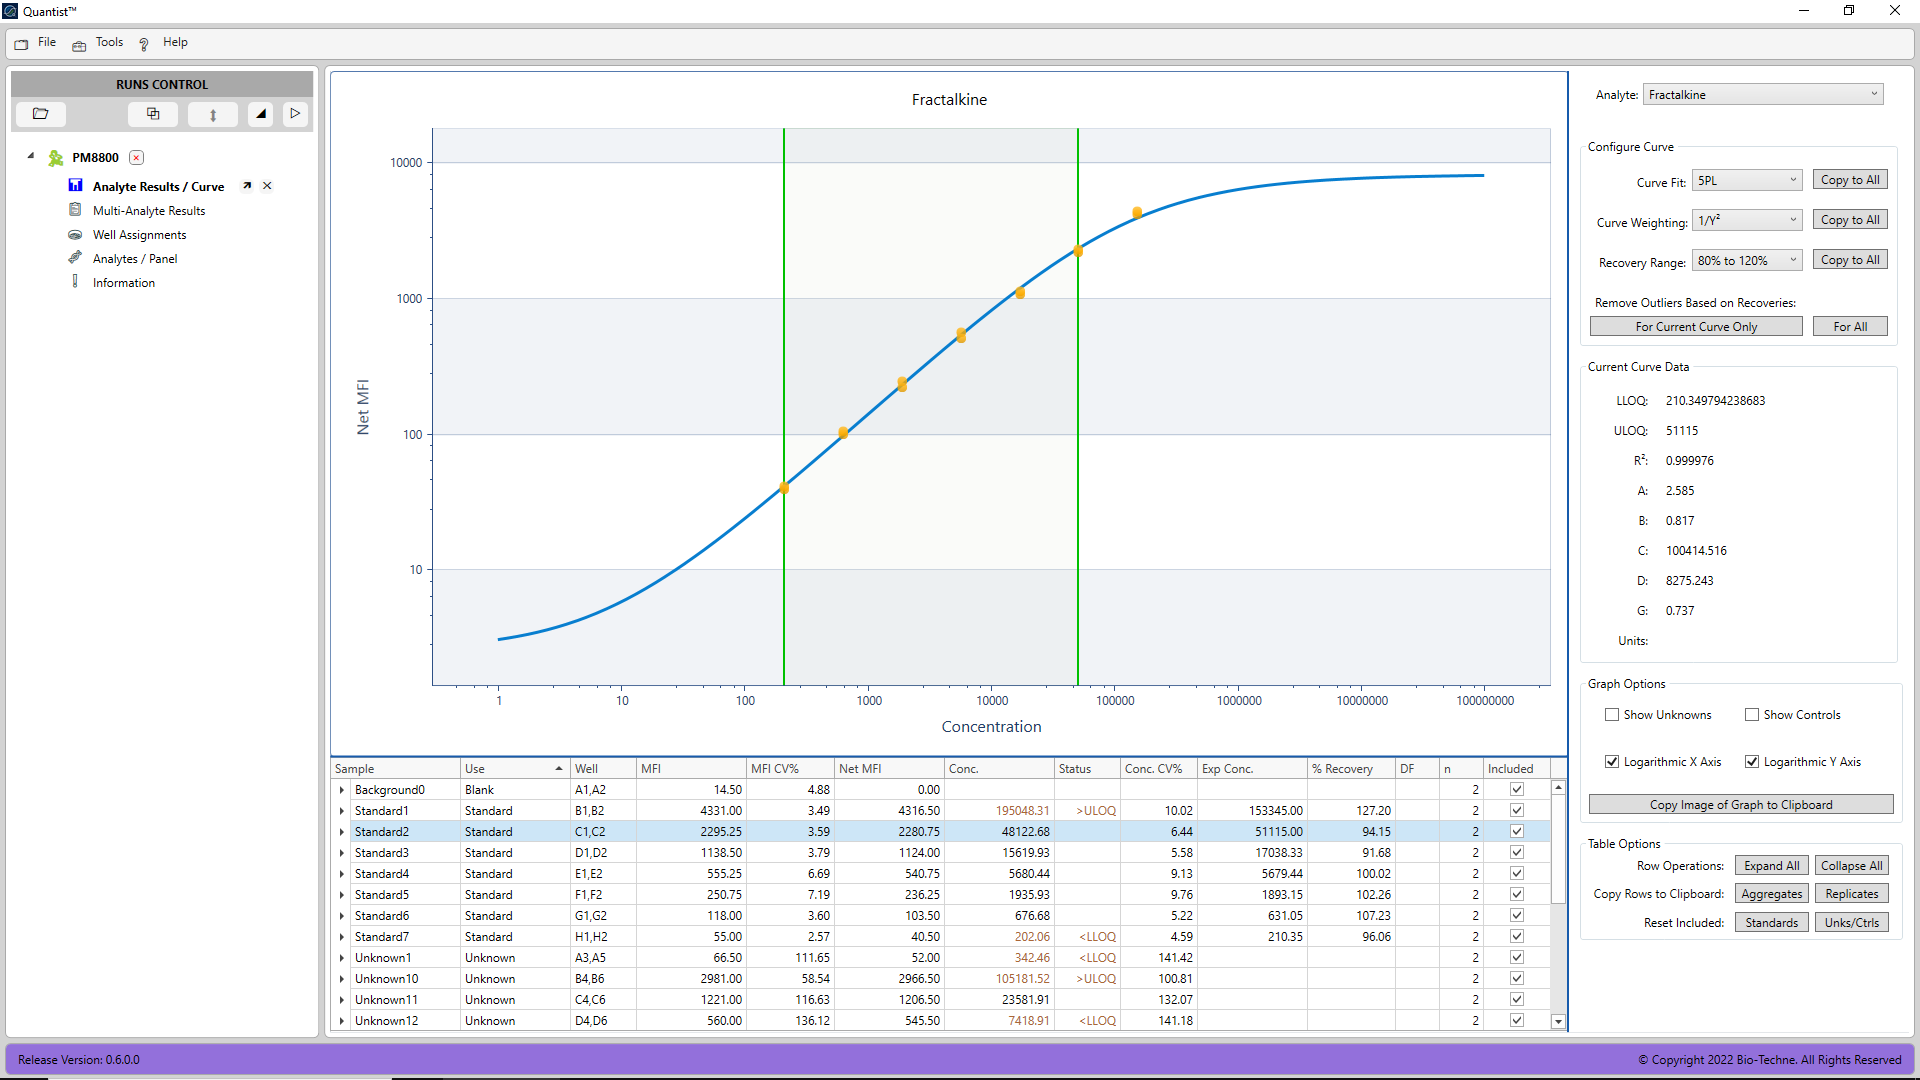 Quantist™
File Tools Help
RUNS CONTROL
PM8800
Analyte Results / Curve
Multi-Analyte Results
Well Assignments
Analytes / Panel
Information
Fractalkine
10000
1000
100
10
Net MFI
1 10 100 1000 10000 100000 1000000 10000000 100000000
Concentration
Sample Use Well MFI MFI CV% Net MFI Conc. Status Conc. CV% Exp Conc. % Recovery DF n Included
Background0 Blank A1,A2 14.50 4.88 0.00 2
Standard1 Standard B1,B2 4331.00 3.49 4316.50 195048.31 >ULOQ 10.02 153345.00 127.20 2
Standard2 Standard C1,C2 2295.25 3.59 2280.75 48122.68 6.44 51115.00 94.15 2
Standard3 Standard D1,D2 1138.50 3.79 1124.00 15619.93 5.58 17038.33 91.68 2
Standard4 Standard E1,E2 555.25 6.69 540.75 5680.44 9.13 5679.44 100.02 2
Standard5 Standard F1,F2 250.75 7.19 236.25 1935.93 9.76 1893.15 102.26 2
Standard6 Standard G1,G2 118.00 3.60 103.50 676.68 5.22 631.05 107.23 2
Standard7 Standard H1,H2 55.00 2.57 40.50 202.06 <LLOQ 4.59 210.35 96.06 2
Unknown1 Unknown A3,A5 66.50 111.65 52.00 342.46 <LLOQ 141.42 2
Unknown10 Unknown B4,B6 2981.00 58.54 2966.50 105181.52 >ULOQ 100.81 2
Unknown11 Unknown C4,C6 1221.00 116.63 1206.50 23581.91 132.07 2
Unknown12 Unknown D4,D6 560.00 136.12 545.50 7418.91 <LLOQ 141.18 2
Analyte: Fractalkine
Configure Curve
Curve Fit: 5PL Copy to All
Curve Weighting: 1/Y² Copy to All
Recovery Range: 80% to 120% Copy to All
Remove Outliers Based on Recoveries:
For Current Curve Only For All
Current Curve Data
LLOQ: 210.349794238683
ULOQ: 51115
R²: 0.999976
A: 2.585
B: 0.817
C: 100414.516
D: 8275.243
G: 0.737
Units:
Graph Options
Show Unknowns Show Controls
Logarithmic X Axis Logarithmic Y Axis
Copy Image of Graph to Clipboard
Table Options
Row Operations: Expand All Collapse All
Copy Rows to Clipboard: Aggregates Replicates
Reset Included: Standards Unks/Ctrls
Release Version: 0.6.0.0
© Copyright 2022 Bio-Techne. All Rights Reserved